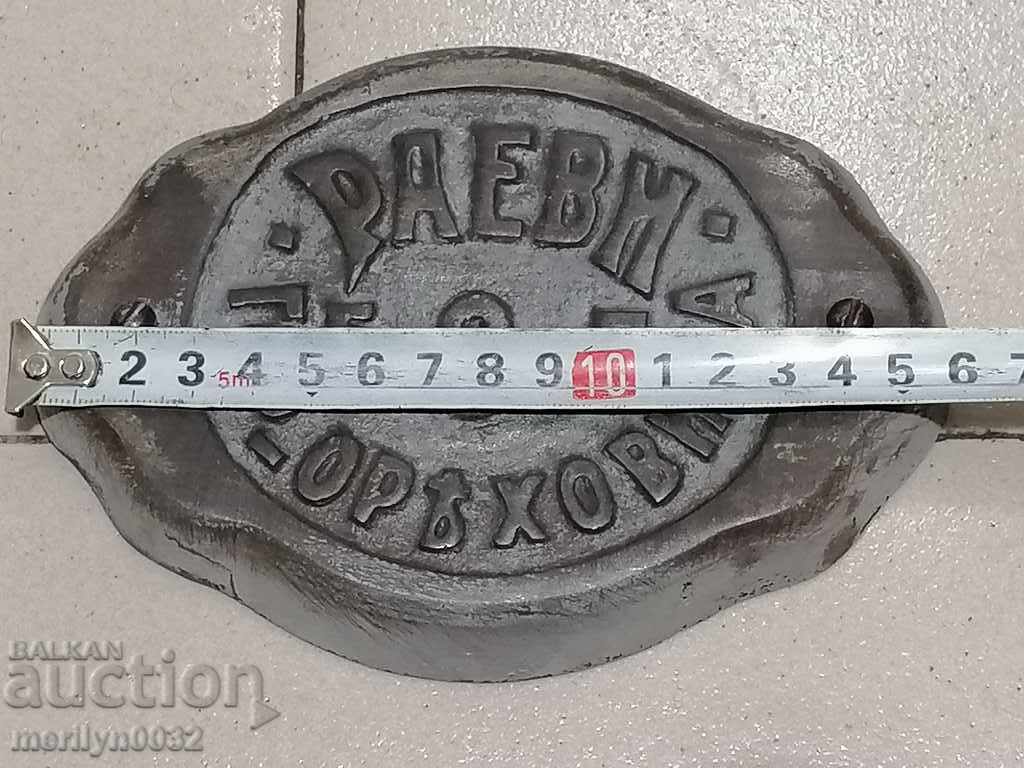 РАЕВИ
Г. ОРѢХОВИЦА
2 3 4 5 6 7 8 9 10 1 2 3 4 5 6 7
5m
BALKAN
auction
merilyn0032